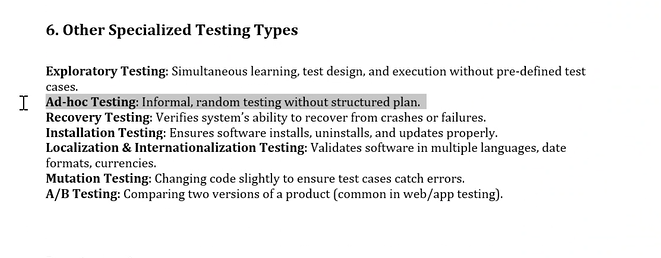 6. Other Specialized Testing Types
Exploratory Testing: Simultaneous learning, test design, and execution without pre-defined test
cases.
Ad-hoc Testing: Informal, random testing without structured plan.
Recovery Testing: Verifies system's ability to recover from crashes or failures.
Installation Testing: Ensures software installs, uninstalls, and updates properly.
Localization & Internationalization Testing: Validates software in multiple languages, date
formats, currencies.
Mutation Testing: Changing code slightly to ensure test cases catch errors.
A/B Testing: Comparing two versions of a product (common in web/app testing).